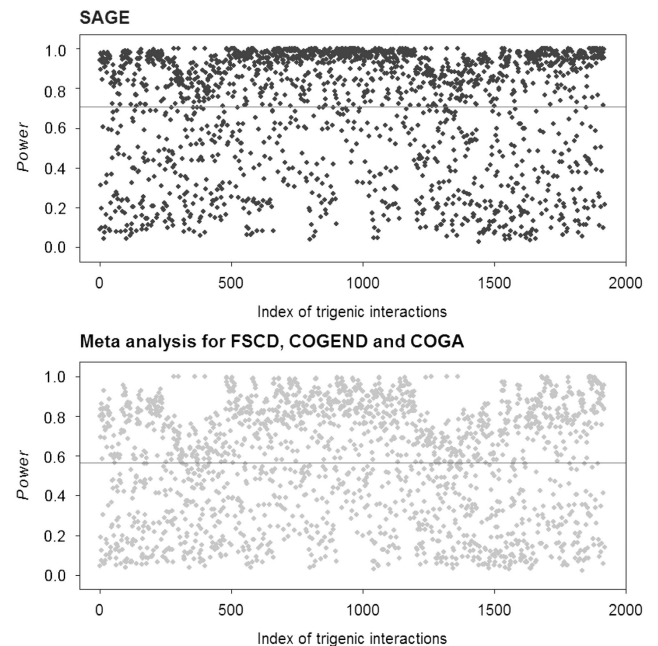 SAGE
1.0
0.8
0.6
0.4
0.2
0.0
Power
0 500 1000 1500 2000
Index of trigenic interactions
Meta analysis for FSCD, COGEND and COGA
1.0
0.8
0.6
0.4
0.2
0.0
Power
0 500 1000 1500 2000
Index of trigenic interactions